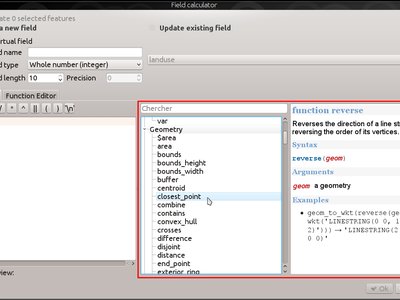 Field calculator
ate 0 selected features
a new field
Update existing field
irtual field
d name
landuse
d type Whole number (integer)
d length 10 Precision 0
Function Editor
/ * ^ || ( ) '\n'
Chercher
var
Geometry
$area
area
bounds
bounds_height
bounds_width
buffer
centroid
closest_point
combine
contains
convex_hull
crosses
difference
disjoint
distance
end_point
exterior_ring
function reverse
Reverses the direction of a line st
reversing the order of its vertices.
Syntax
reverse(geom)
Arguments
geom a geometry
Examples
• geom_to_wkt(reverse(ge
wkt('LINESTRING(0 0, 1
2)'))) → 'LINESTRING(2
0 0)'
view:
Ok